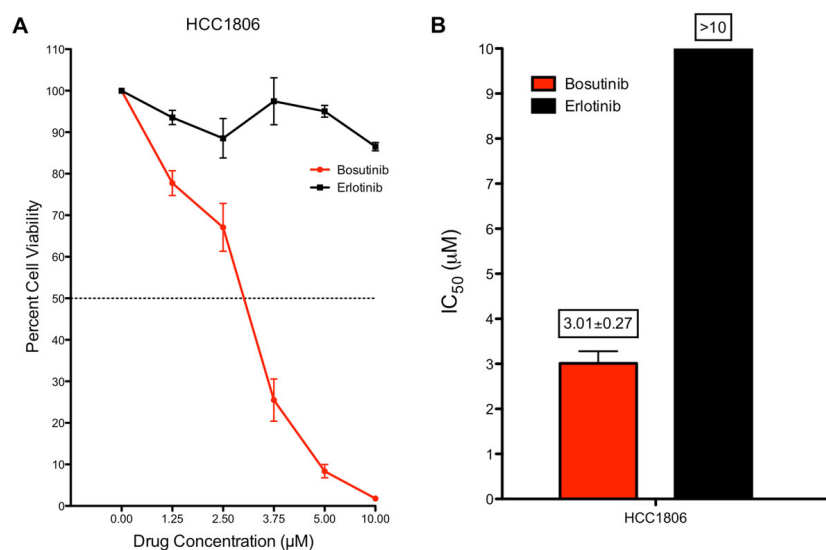 A
HCC1806
110
100
90
80
70
60
50
40
30
20
10
0
Percent Cell Viability
Bosutinib
Erlotinib
0.00 1.25 2.50 3.75 5.00 10.00
Drug Concentration (µM)
B
>10
10
9
8
7
6
5
4
3
2
1
0
IC50 (µM)
Bosutinib
Erlotinib
3.01±0.27
HCC1806